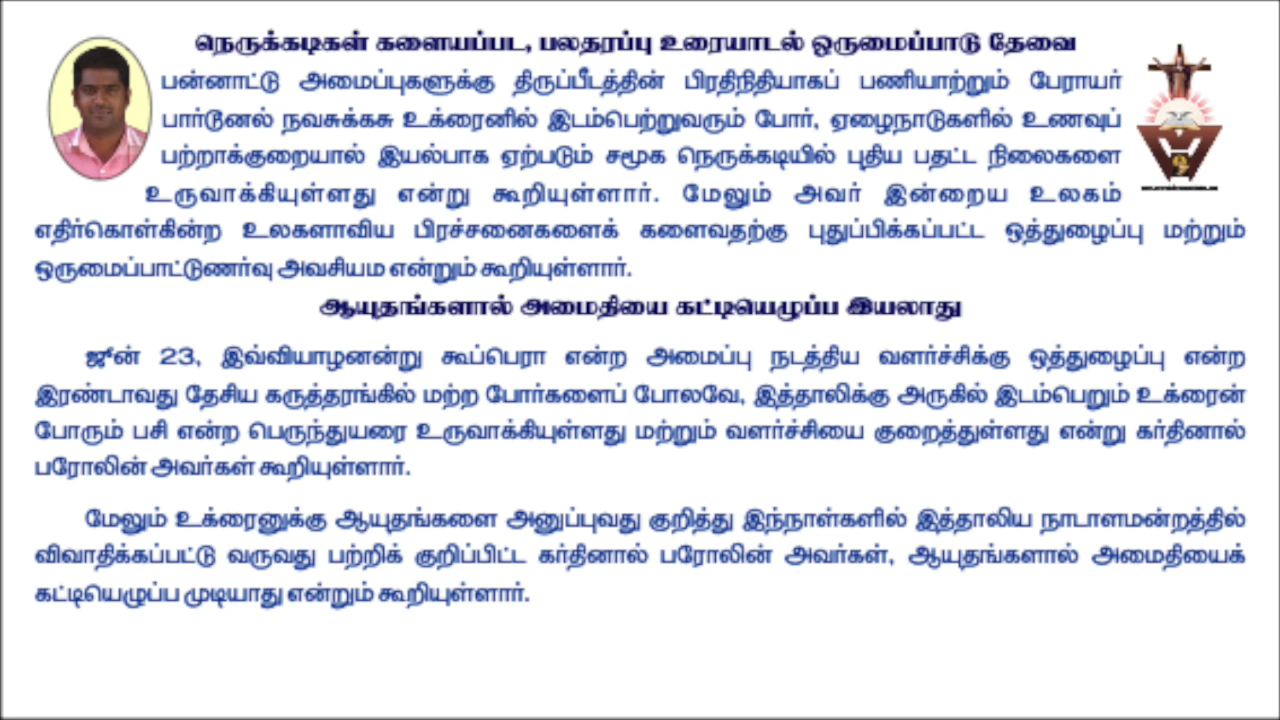 நெருக்கடிகள் களையப்பட, பலதரப்பு உரையாடல் ஒருமைப்பாடு தேவை
பன்னாட்டு அமைப்புகளுக்கு திருப்பீடத்தின் பிரதிநிதியாகப் பணியாற்றும் பேராயர்
பார்டூனல் நவசுக்கசு உக்ரைனில் இடம்பெற்றுவரும் போர், ஏழைநாடுகளில் உணவுப்
பற்றாக்குறையால் இயல்பாக ஏற்படும் சமூக நெருக்கடியில் புதிய பதட்ட நிலைகளை
உருவாக்கியுள்ளது என்று கூறியுள்ளார். மேலும் அவர் இன்றைய உலகம்
எதிர்கொள்கின்ற உலகளாவிய பிரச்சனைகளைக் களைவதற்கு புதுப்பிக்கப்பட்ட ஒத்துழைப்பு மற்றும்
ஒருமைப்பாட்டுணர்வு அவசியம என்றும் கூறியுள்ளார்.
ஆயுதங்களால் அமைதியை கட்டியெழுப்ப இயலாது
ஜூன் 23, இவ்வியாழனன்று கூப்பெரா என்ற அமைப்பு நடத்திய வளர்ச்சிக்கு ஒத்துழைப்பு என்ற
இரண்டாவது தேசிய கருத்தரங்கில் மற்ற போர்களைப் போலவே, இத்தாலிக்கு அருகில் இடம்பெறும் உக்ரைன்
போரும் பசி என்ற பெருந்துயரை உருவாக்கியுள்ளது மற்றும் வளர்ச்சியை குறைத்துள்ளது என்று கர்தினால்
பரோலின் அவர்கள் கூறியுள்ளார்.
மேலும் உக்ரைனுக்கு ஆயுதங்களை அனுப்புவது குறித்து இந்நாள்களில் இத்தாலிய நாடாளமன்றத்தில்
விவாதிக்கப்பட்டு வருவது பற்றிக் குறிப்பிட்ட கர்தினால் பரோலின் அவர்கள், ஆயுதங்களால் அமைதியைக்
கட்டியெழுப்ப முடியாது என்றும் கூறியுள்ளார்.